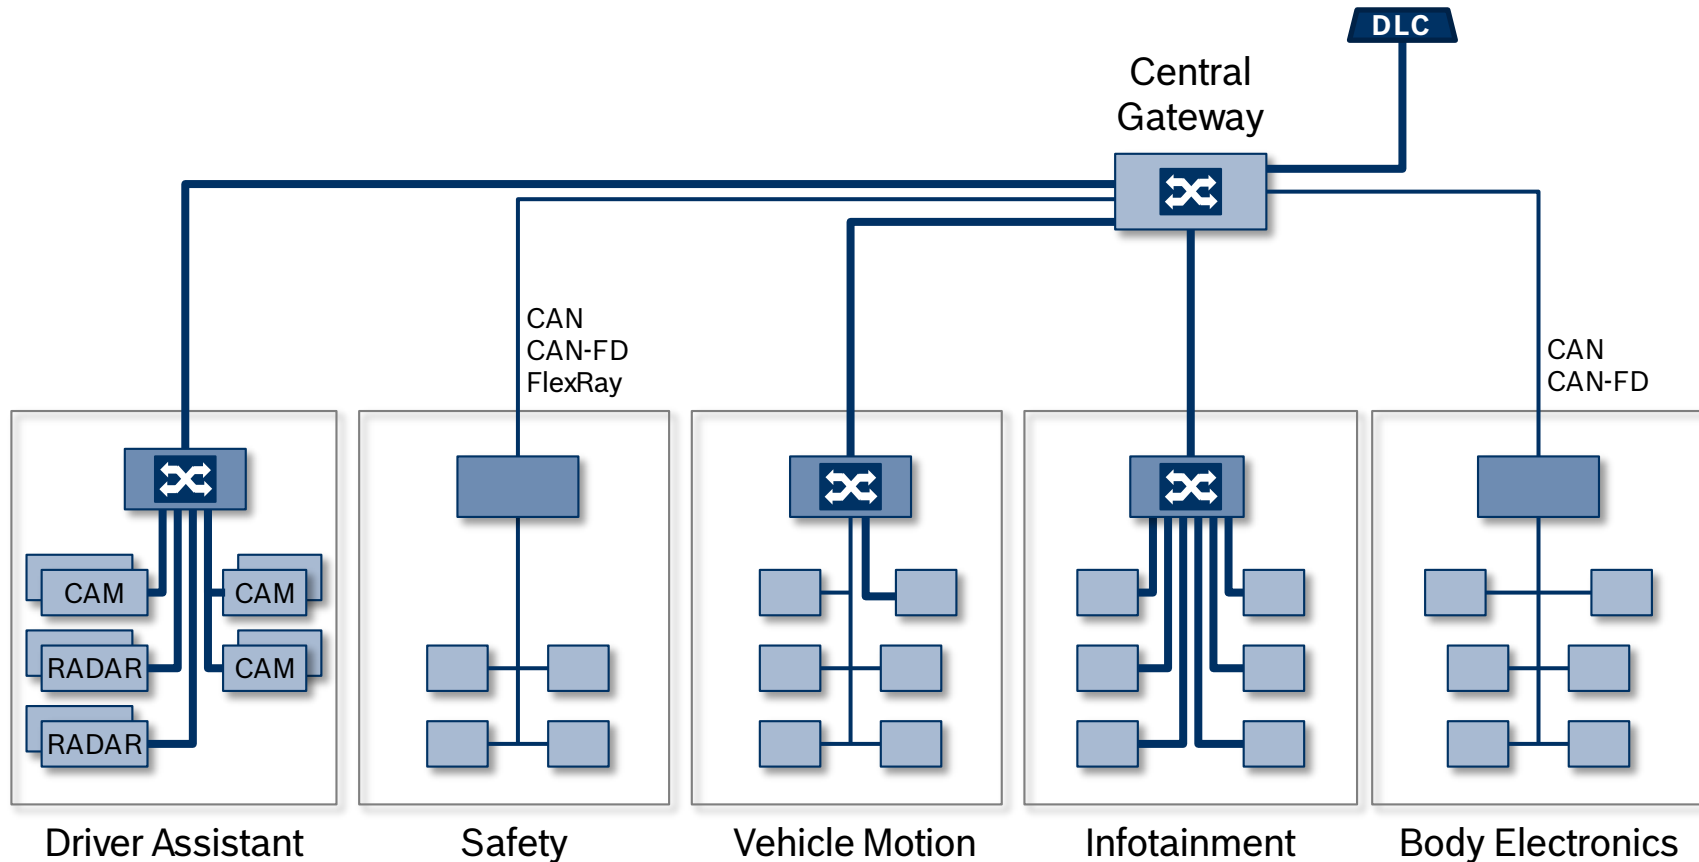 DLC
Central
Gateway
CAN
CAN-FD
FlexRay
CAN
CAN-FD
CAM
CAM
RADAR
CAM
RADAR
Driver Assistant
Safety
Vehicle Motion
Infotainment
Body Electronics